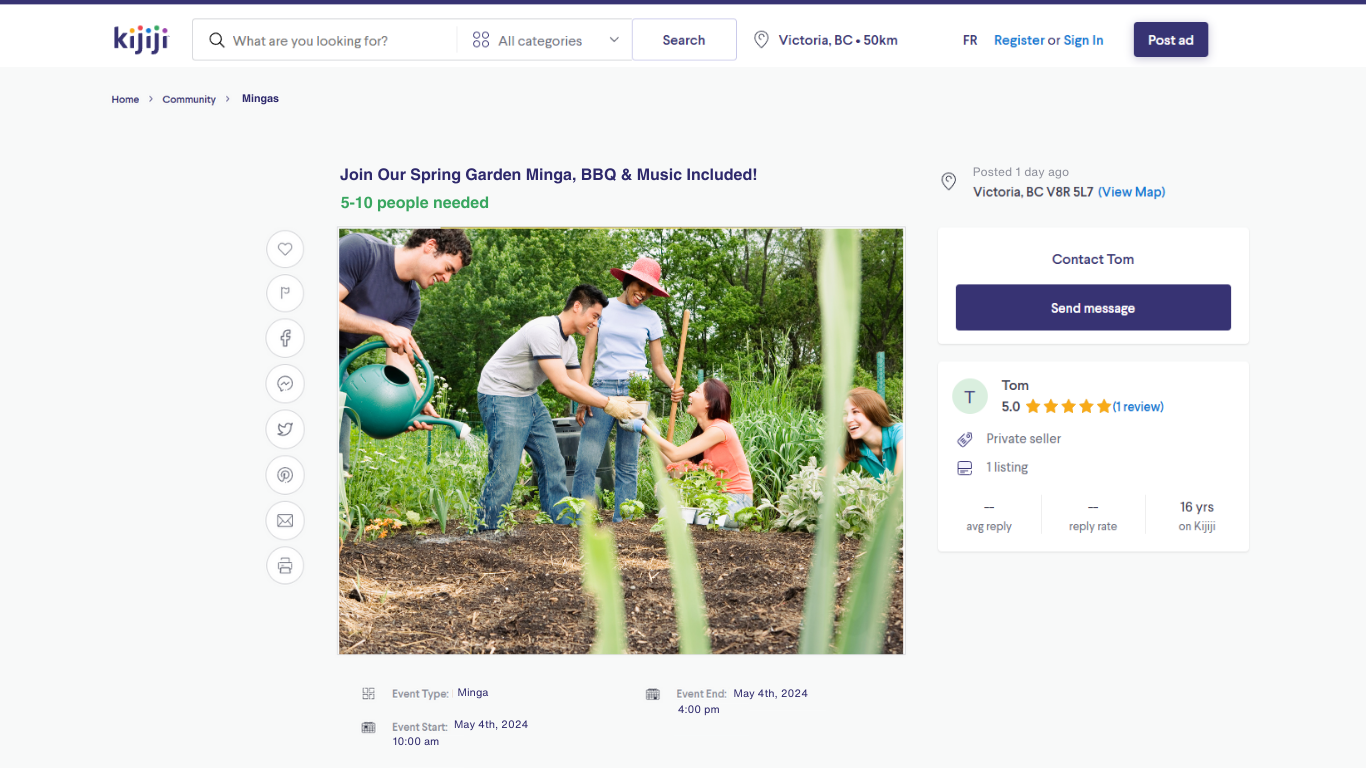 kijiji
What are you looking for?
All categories
Search
Victoria, BC • 50km
FR
Register or Sign In
Post ad
Home > Community > Mingas
Join Our Spring Garden Minga, BBQ & Music Included!
5-10 people needed
Posted 1 day ago
Victoria, BC V8R 5L7 (View Map)
Contact Tom
Send message
T
Tom
5.0 (1 review)
Private seller
1 listing
-- -- 16 yrs
avg reply reply rate on Kijiji
Event Type: Minga
Event Start: May 4th, 2024
10:00 am
Event End: May 4th, 2024
4:00 pm